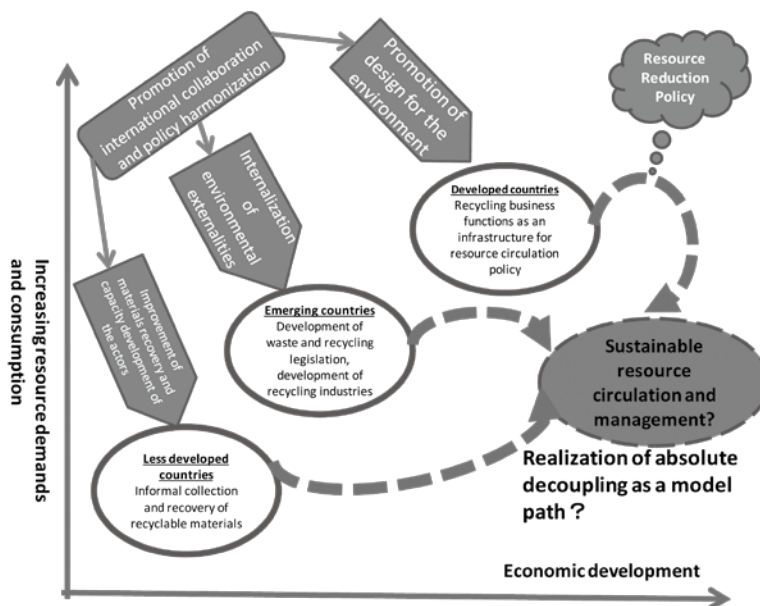 Promotion of
international collaboration
and policy harmonization
Promotion of
design for the
environment
Resource
Reduction
Policy
Internalization
of
environmental
externalities
Improvement of
materials recovery and
capacity development of
the actors
Developed countries
Recycling business
functions as an
infrastructure for
resource circulation
policy
Emerging countries
Development of
waste and recycling
legislation,
development of
recycling industries
Less developed
countries
Informal collection
and recovery of
recyclable materials
Sustainable
resource
circulation and
management?
Realization of absolute
decoupling as a model
path？
Increasing resource demands
and consumption
Economic development